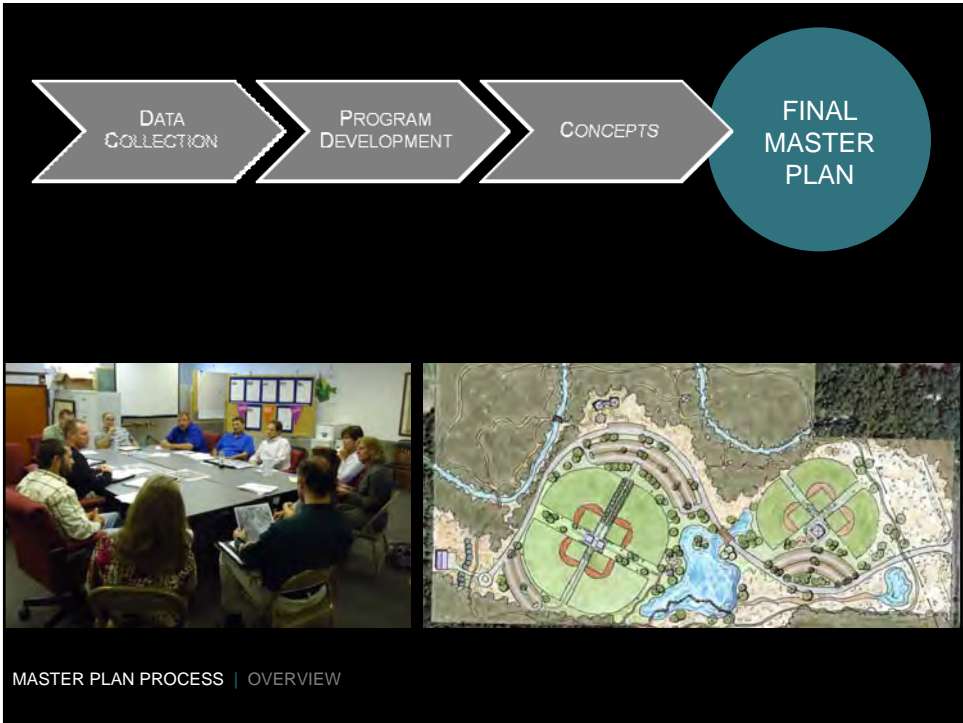 DATA
COLLECTION
PROGRAM
DEVELOPMENT
CONCEPTS
FINAL
MASTER
PLAN
MASTER PLAN PROCESS | OVERVIEW